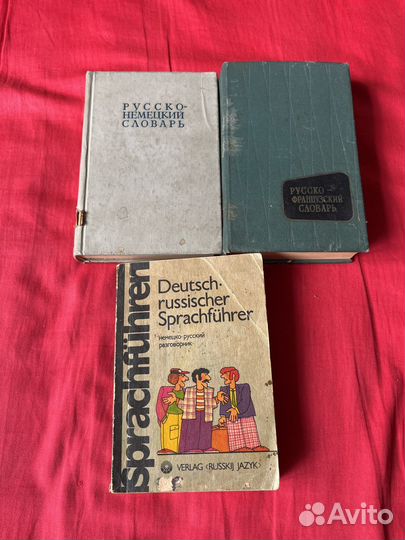 РУССКО-
НЕМЕЦКИЙ
СЛОВАРЬ
РУССКО-
ФРАНЦУЗСКИЙ
СЛОВАРЬ
Sprachführer
Deutsch-
russischer
Sprachführer
немецко-русский
разговорник
VERLAG ‹RUSSKIJ JAZYK›
Avito